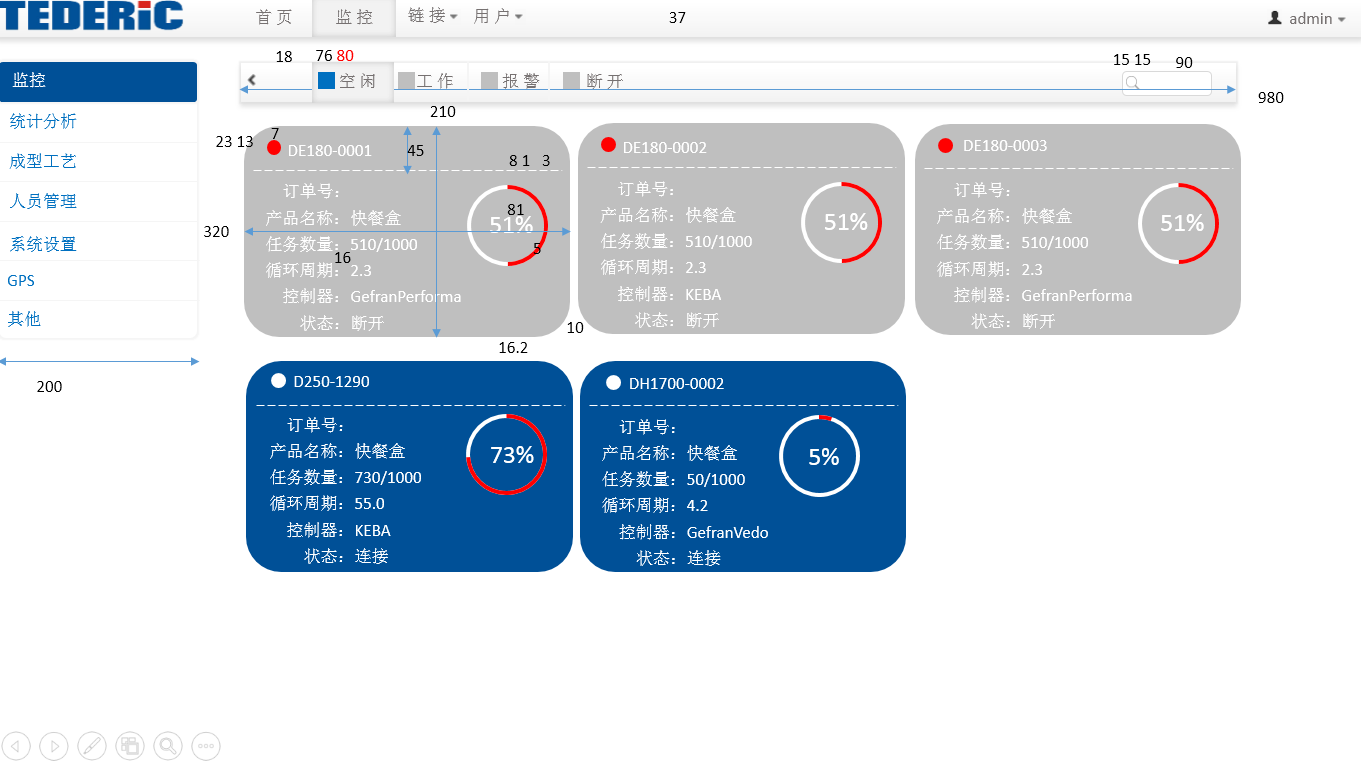 TEDERiC
首 页
监 控
链 接
用 户
37
admin
18
76 80
15 15
90
监控
空 闲
工 作
报 警
断 开
980
统计分析
成型工艺
人员管理
系统设置
GPS
其他
200
210
23 13
7
DE180-0001
45
8 1 3
订单号：
产品名称：快餐盒
任务数量：510/1000
循环周期：2.3
控制器：GefranPerforma
状态：断开
81
51%
5
16
320
10
16.2
DE180-0002
订单号：
产品名称：快餐盒
任务数量：510/1000
循环周期：2.3
控制器：KEBA
状态：断开
51%
DE180-0003
订单号：
产品名称：快餐盒
任务数量：510/1000
循环周期：2.3
控制器：GefranPerforma
状态：断开
51%
D250-1290
订单号：
产品名称：快餐盒
任务数量：730/1000
循环周期：55.0
控制器：KEBA
状态：连接
73%
DH1700-0002
订单号：
产品名称：快餐盒
任务数量：50/1000
循环周期：4.2
控制器：GefranVedo
状态：连接
5%